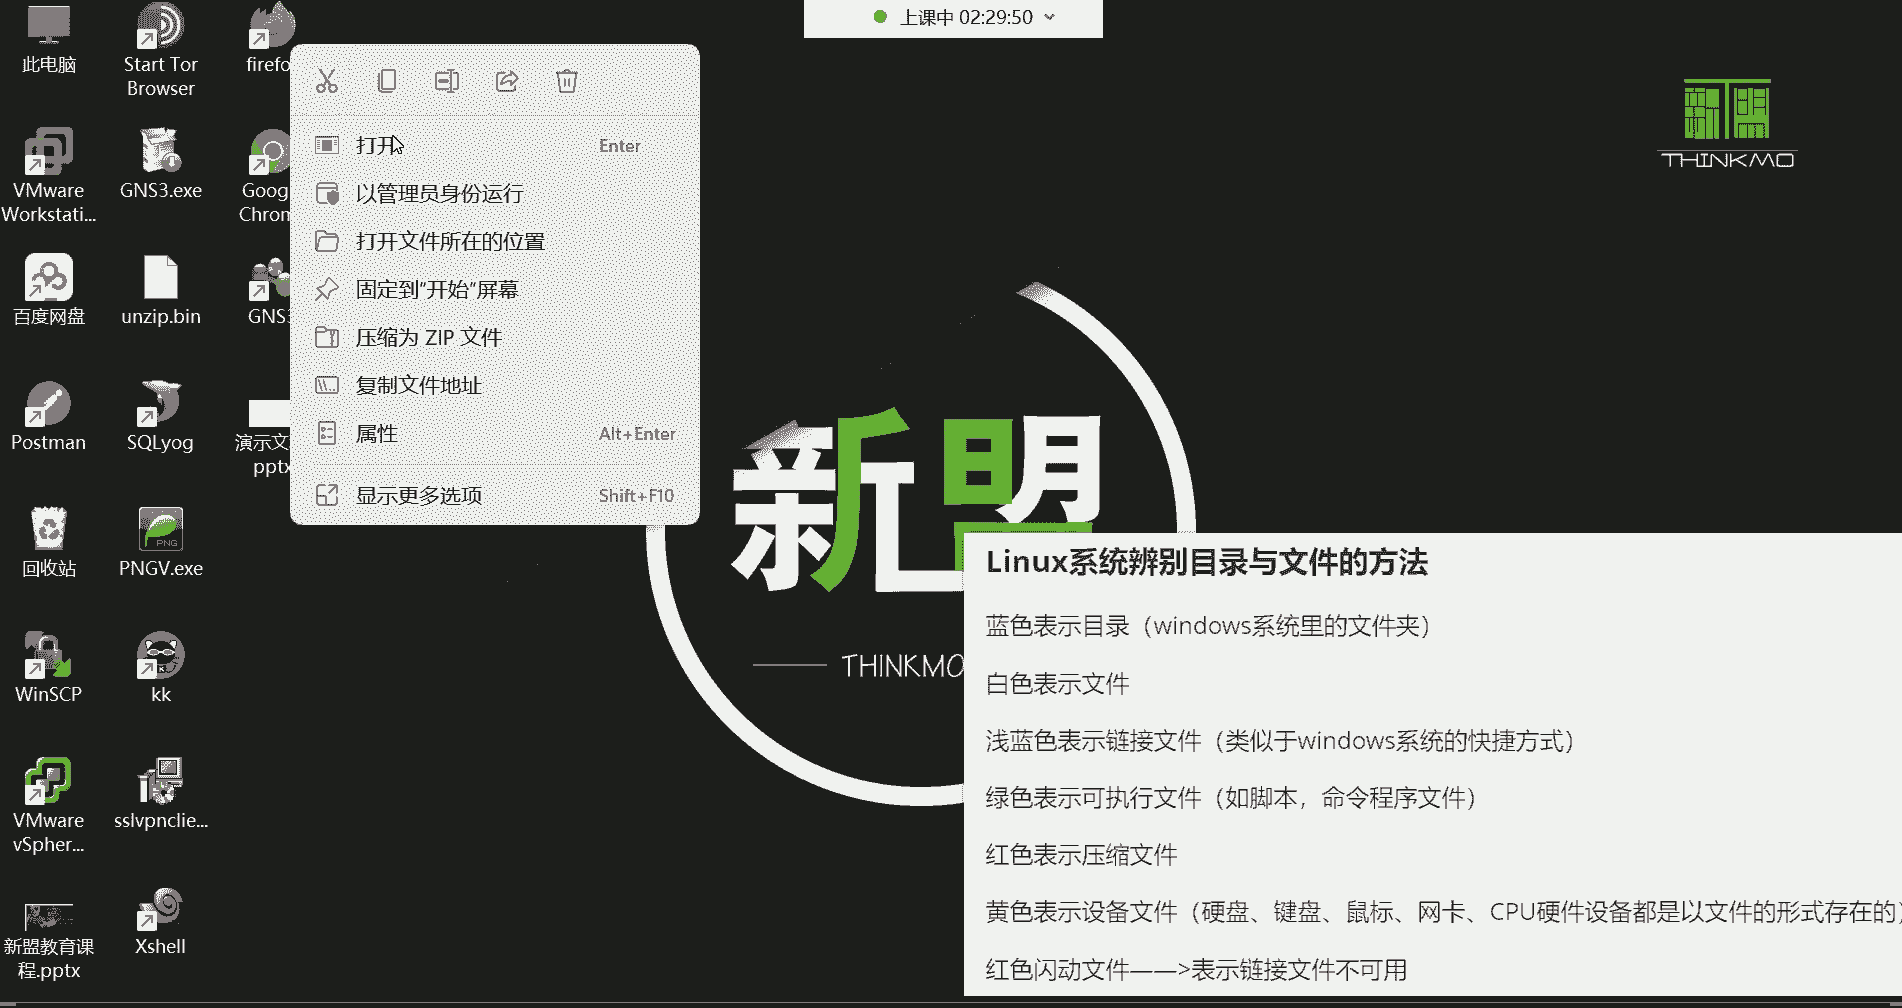 上课中 02:29:50
此电脑
Start Tor
Browser
firefo
VMware
Workstati...
GNS3.exe
Goog
Chrom
百度网盘
unzip.bin
GNS3
Postman
SQLyog
演示文
pptx
回收站
PNG
PNGV.exe
WinSCP
kk
VMware
vSpher...
sslvpnclie...
新盟教育课
程.pptx
Xshell
打开 Enter
以管理员身份运行
打开文件所在的位置
固定到"开始"屏幕
压缩为 ZIP 文件
复制文件地址
属性 Alt+Enter
显示更多选项 Shift+F10
THINKMO
新盟
THINKMO
Linux系统辨别目录与文件的方法
蓝色表示目录（windows系统里的文件夹）
白色表示文件
浅蓝色表示链接文件（类似于windows系统的快捷方式）
绿色表示可执行文件（如脚本，命令程序文件）
红色表示压缩文件
黄色表示设备文件（硬盘、键盘、鼠标、网卡、CPU硬件设备都是以文件的形式存在的）
红色闪动文件——>表示链接文件不可用